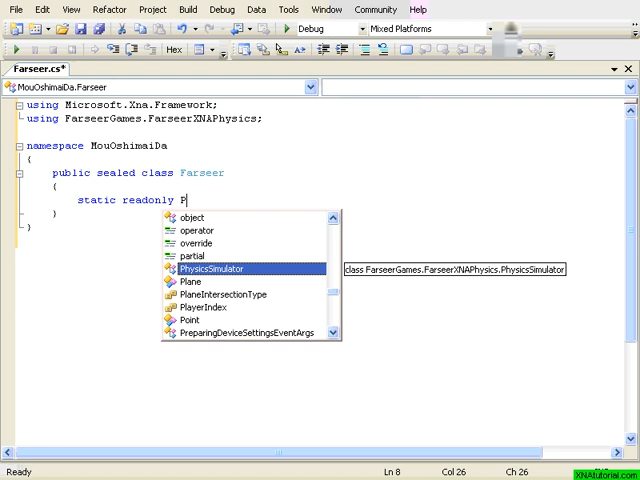 File Edit View Refactor Project Build Debug Data Tools Window Community Help
Debug Mixed Platforms
Hex
Farseer.cs*
MouOshimaiDa.Farseer
using Microsoft.Xna.Framework;
using FarseerGames.FarseerXNAPhysics;
namespace MouOshimaiDa
{
public sealed class Farseer
{
static readonly P
}
}
object
operator
override
partial
PhysicsSimulator
class FarseerGames.FarseerXNAPhysics.PhysicsSimulator
Plane
PlaneIntersectionType
PlayerIndex
Point
PreparingDeviceSettingsEventArgs
Ready Ln 8 Col 26 Ch 26
XNAtutorial.com